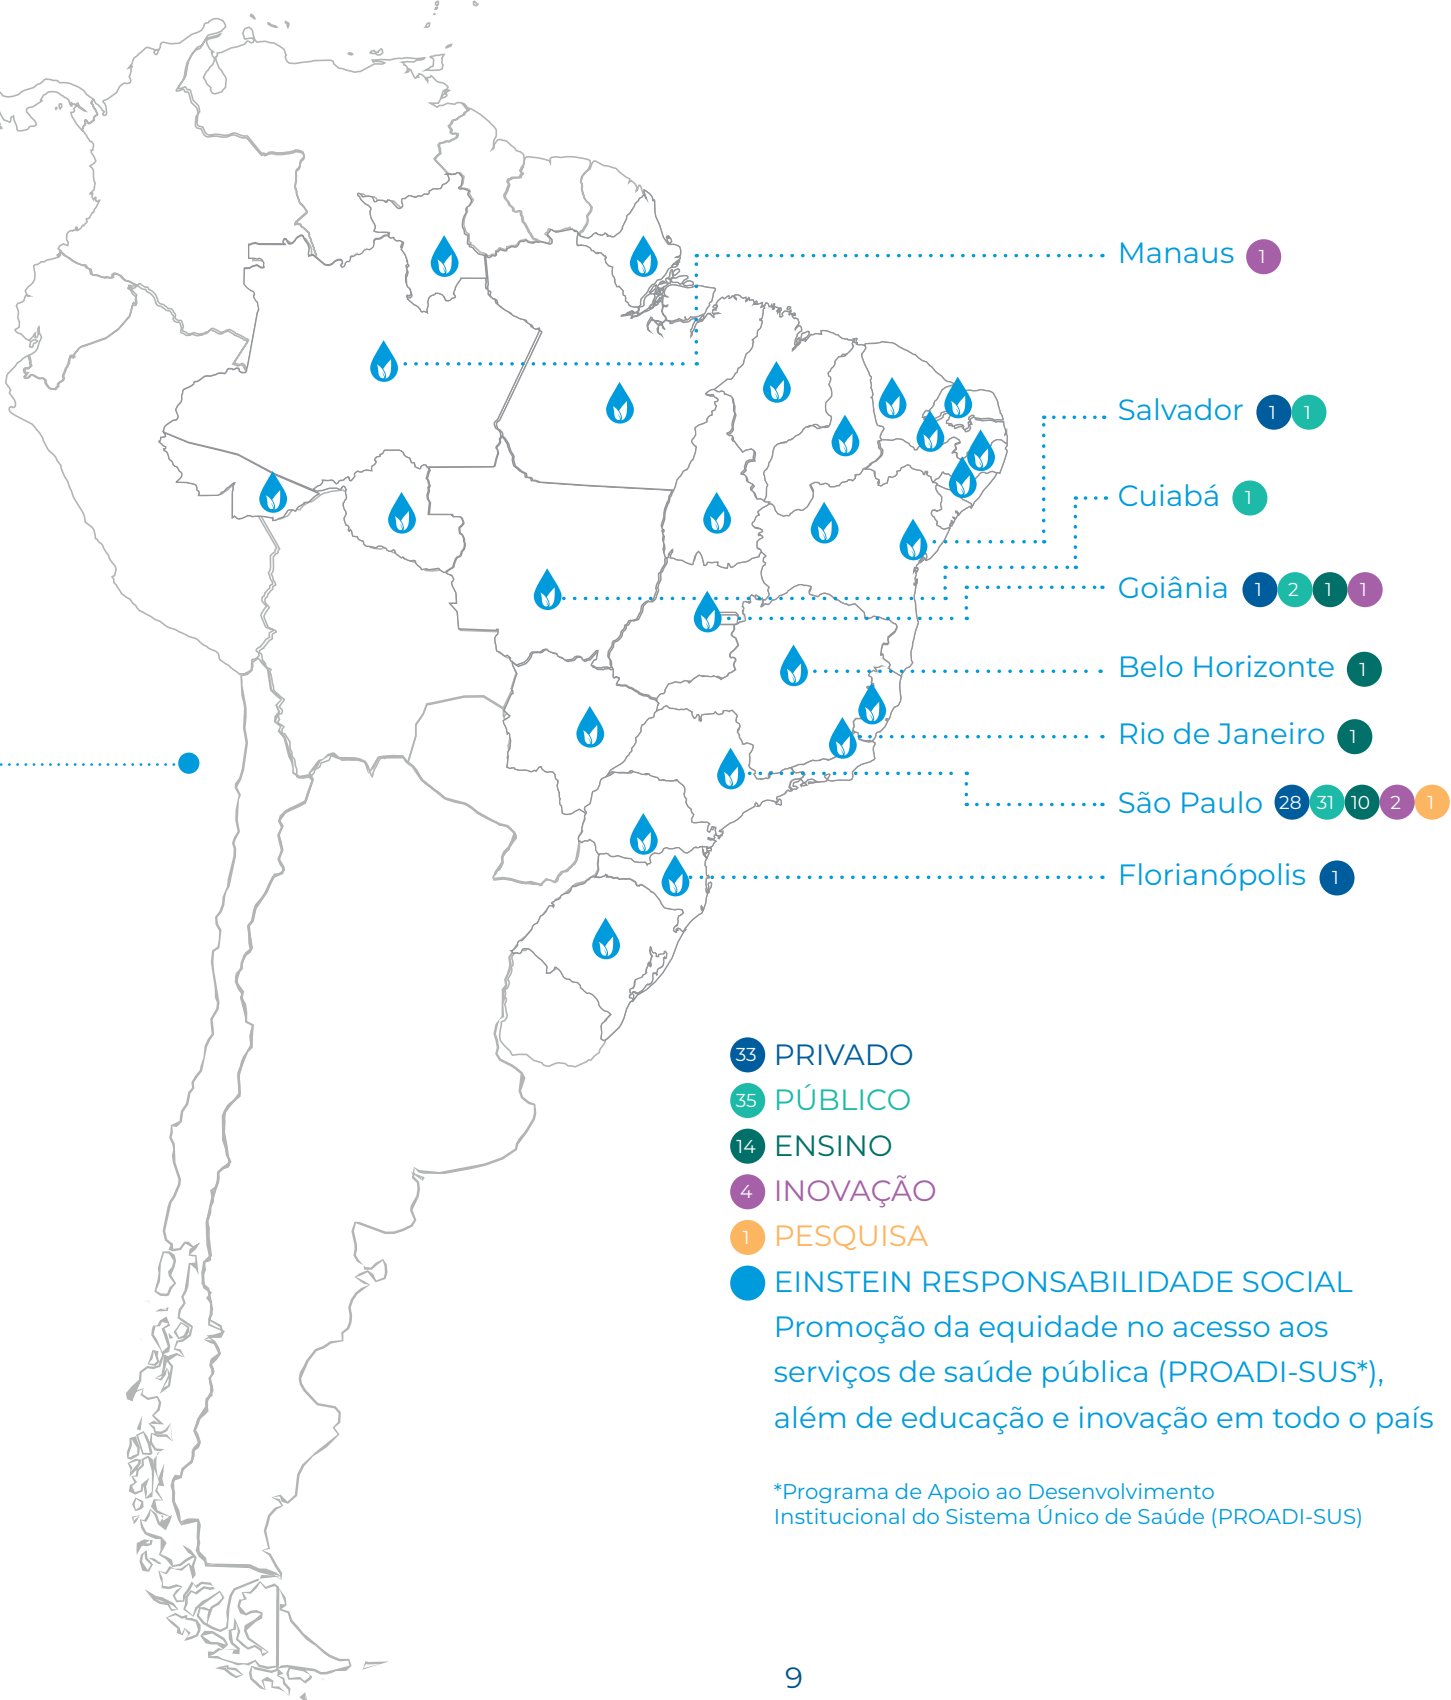 Manaus 1
Salvador 1 1
Cuiabá 1
Goiânia 1 2 1 1
Belo Horizonte 1
Rio de Janeiro 1
São Paulo 28 31 10 2 1
Florianópolis 1
33 PRIVADO
35 PÚBLICO
14 ENSINO
4 INOVAÇÃO
1 PESQUISA
EINSTEIN RESPONSABILIDADE SOCIAL
Promoção da equidade no acesso aos
serviços de saúde pública (PROADI-SUS*),
além de educação e inovação em todo o país
*Programa de Apoio ao Desenvolvimento
Institucional do Sistema Único de Saúde (PROADI-SUS)
9